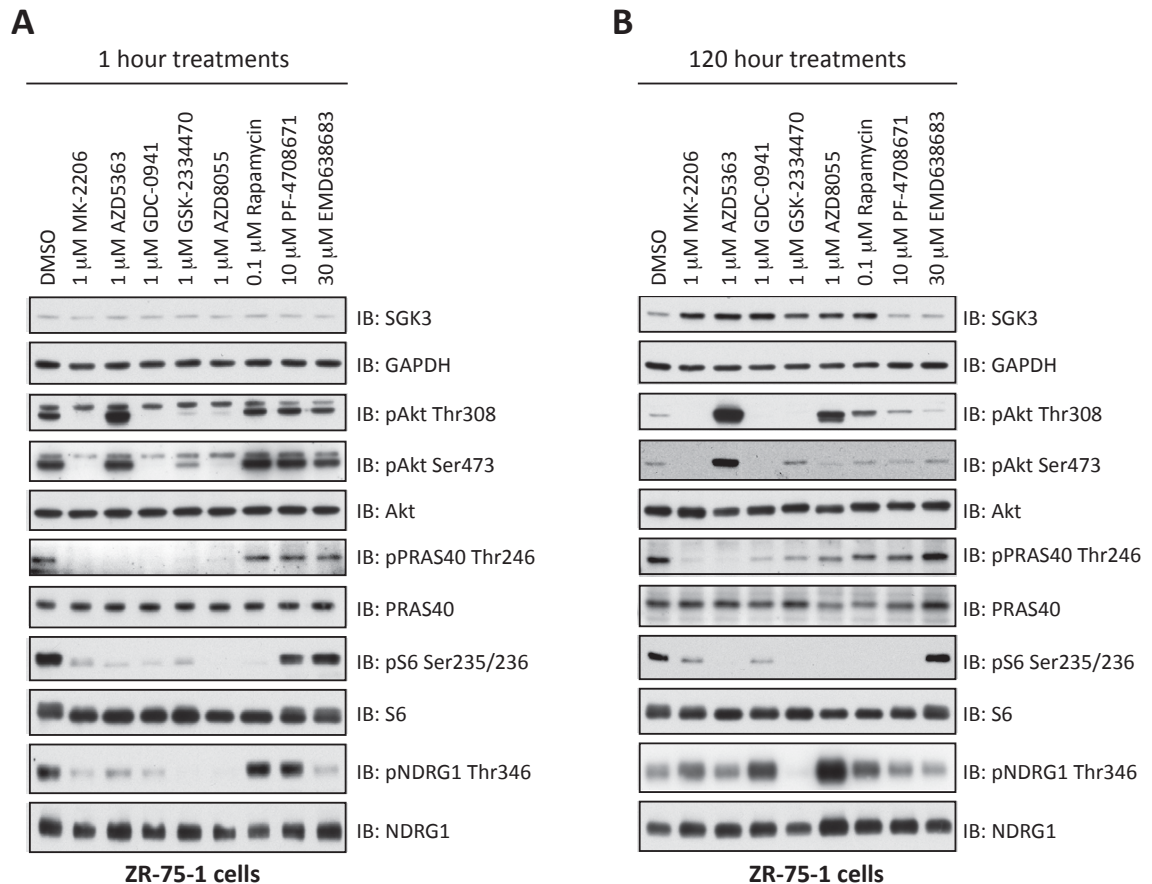 A
1 hour treatments
DMSO
1 μM MK-2206
1 μM AZD5363
1 μM GDC-0941
1 μM GSK-2334470
1 μM AZD8055
0.1 μM Rapamycin
10 μM PF-4708671
30 μM EMD638683
IB: SGK3
IB: GAPDH
IB: pAkt Thr308
IB: pAkt Ser473
IB: Akt
IB: pPRAS40 Thr246
IB: PRAS40
IB: pS6 Ser235/236
IB: S6
IB: pNDRG1 Thr346
IB: NDRG1
ZR-75-1 cells
B
120 hour treatments
DMSO
1 μM MK-2206
1 μM AZD5363
1 μM GDC-0941
1 μM GSK-2334470
1 μM AZD8055
0.1 μM Rapamycin
10 μM PF-4708671
30 μM EMD638683
IB: SGK3
IB: GAPDH
IB: pAkt Thr308
IB: pAkt Ser473
IB: Akt
IB: pPRAS40 Thr246
IB: PRAS40
IB: pS6 Ser235/236
IB: S6
IB: pNDRG1 Thr346
IB: NDRG1
ZR-75-1 cells